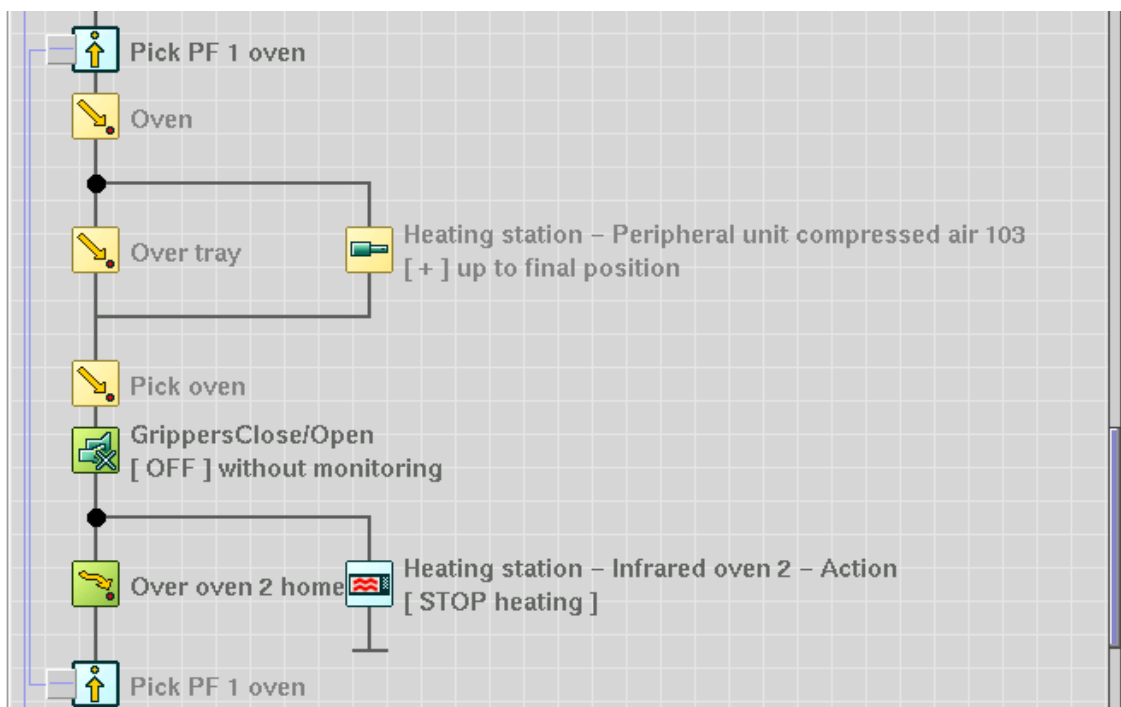 Pick PF 1 oven
Oven
Over tray
Heating station – Peripheral unit compressed air 103
[ + ] up to final position
Pick oven
GrippersClose/Open
[ OFF ] without monitoring
Over oven 2 home
Heating station – Infrared oven 2 – Action
[ STOP heating ]
Pick PF 1 oven